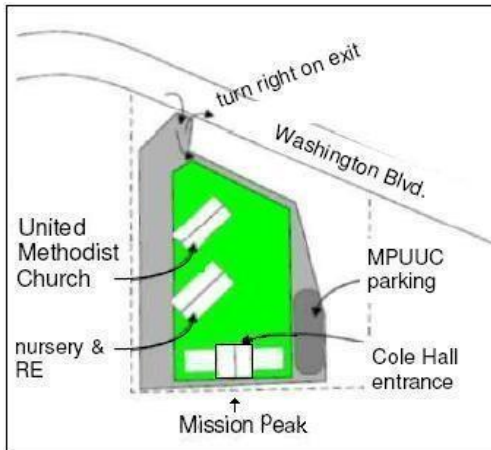 turn right on exit
Washington Blvd.
United
Methodist
Church
MPUUC
parking
nursery &
RE
Cole Hall
entrance
Mission Peak